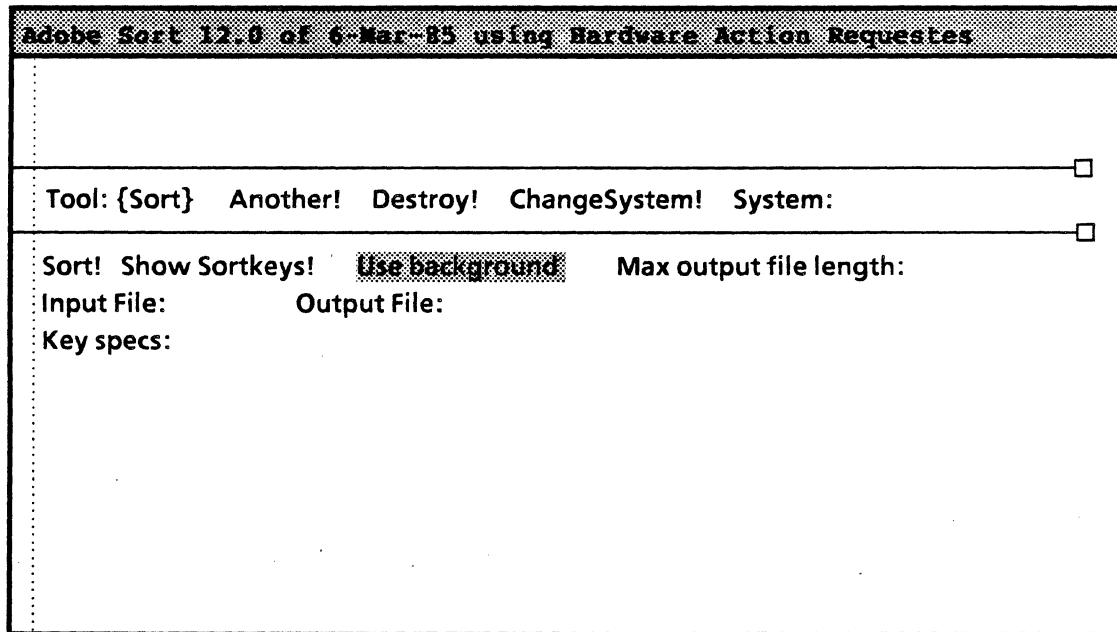 Adobe Sort 12.0 of 6-Mar-85 using Hardware Action Requestes
Tool: {Sort} Another! Destroy! ChangeSystem! System:
Sort! Show Sortkeys! Use background Max output file length:
Input File: Output File:
Key specs: